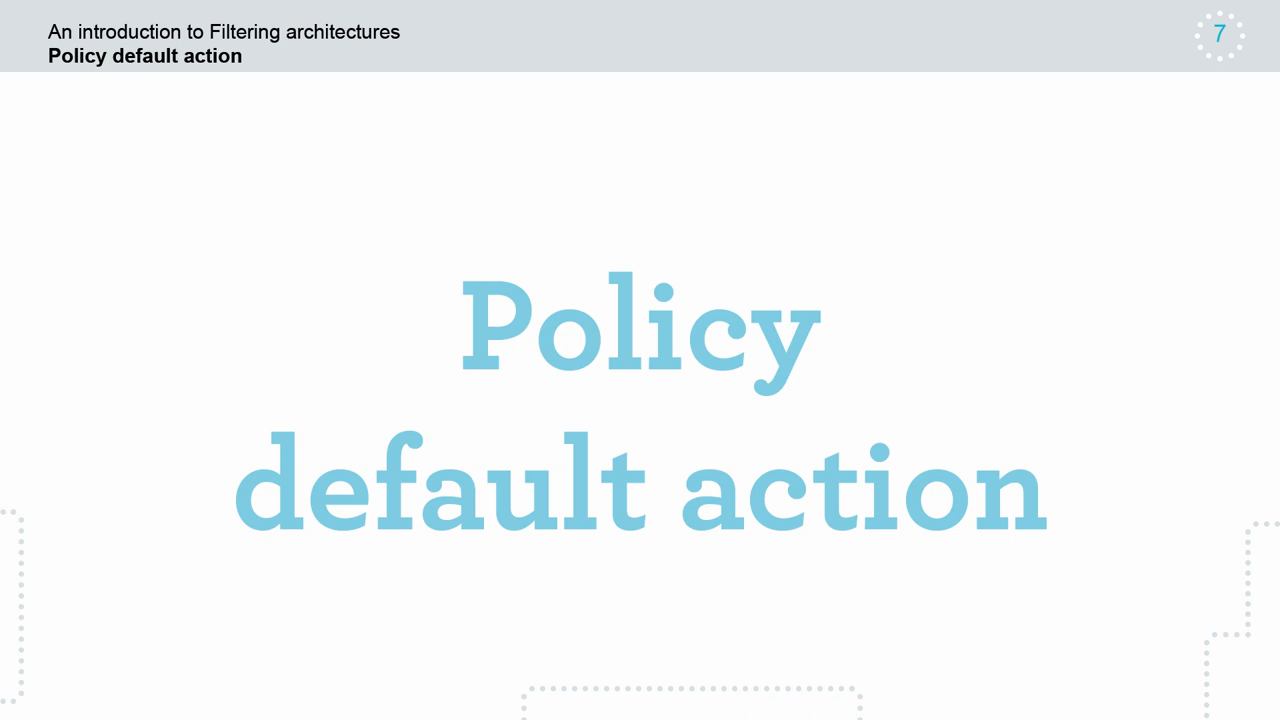 An introduction to Filtering architectures
Policy default action
7
Policy
default action